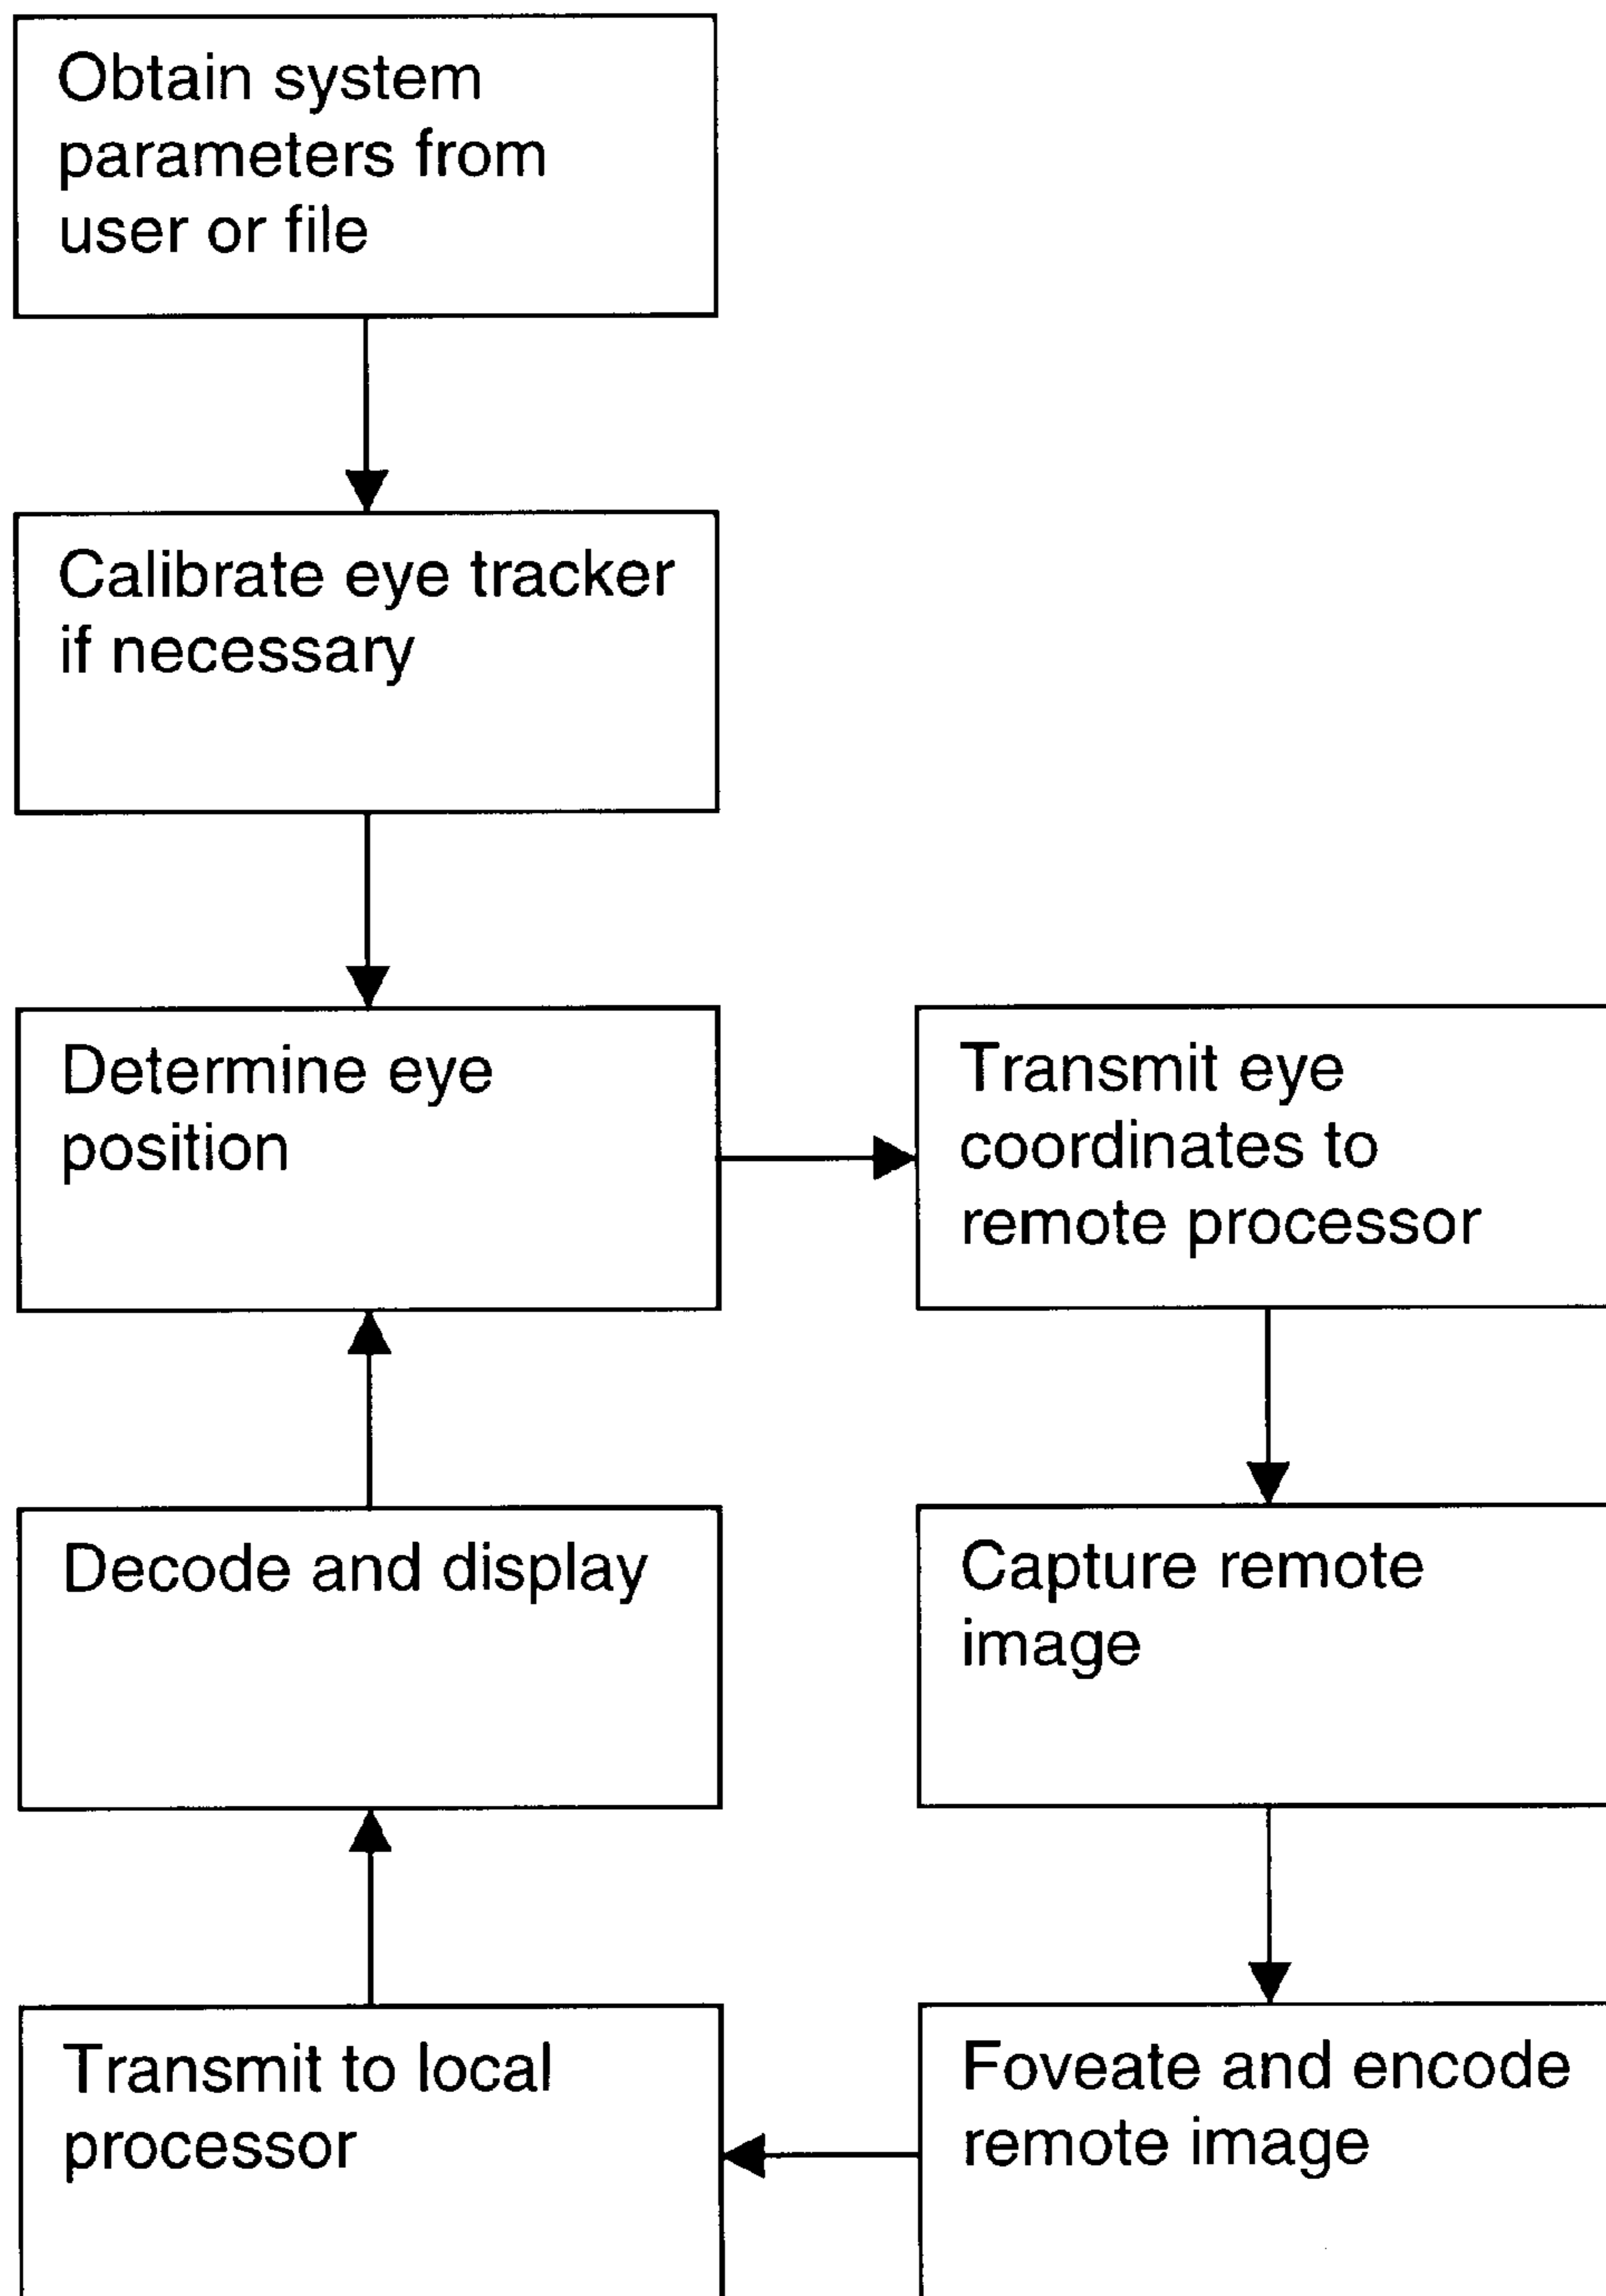 Obtain system
parameters from
user or file
Calibrate eye tracker
if necessary
Determine eye
position
Transmit eye
coordinates to
remote processor
Capture remote
image
Foveate and encode
remote image
Transmit to local
processor
Decode and display